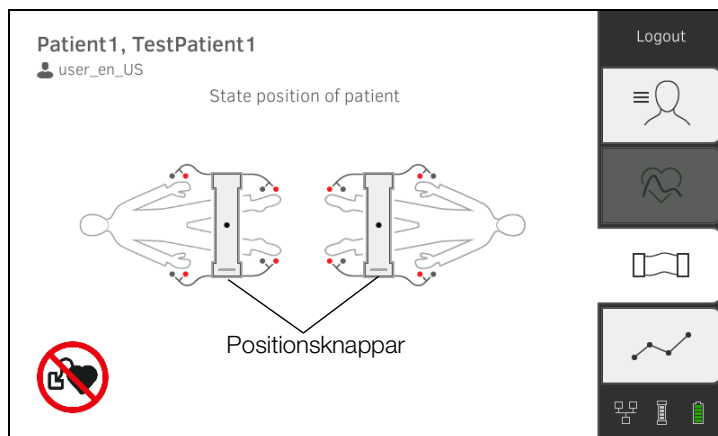 Patient1, TestPatient1
user_en_US
State position of patient
Positionsknappar
Logout